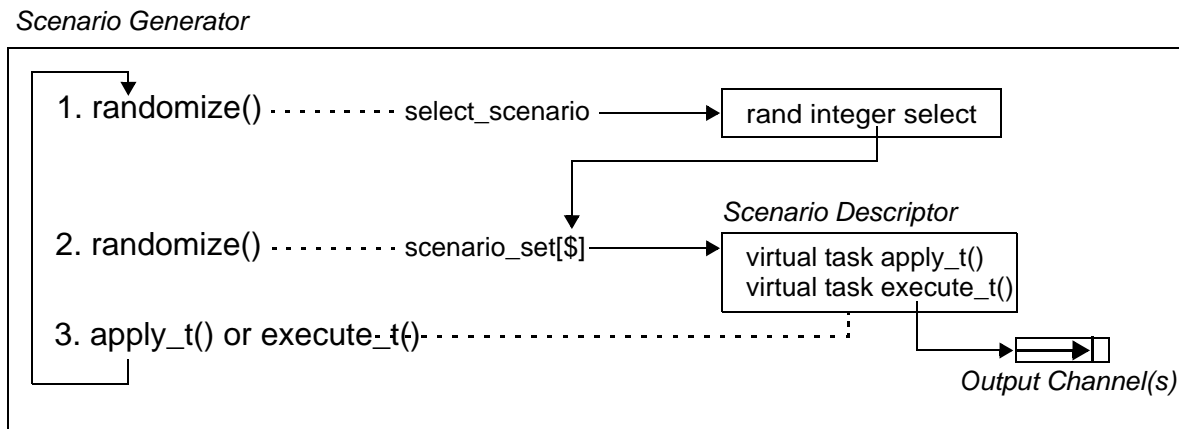 Scenario Generator
1. randomize() select_scenario rand integer select
Scenario Descriptor
2. randomize() scenario_set[$] virtual task apply_t()
virtual task execute_t()
3. apply_t() or execute_t()
Output Channel(s)